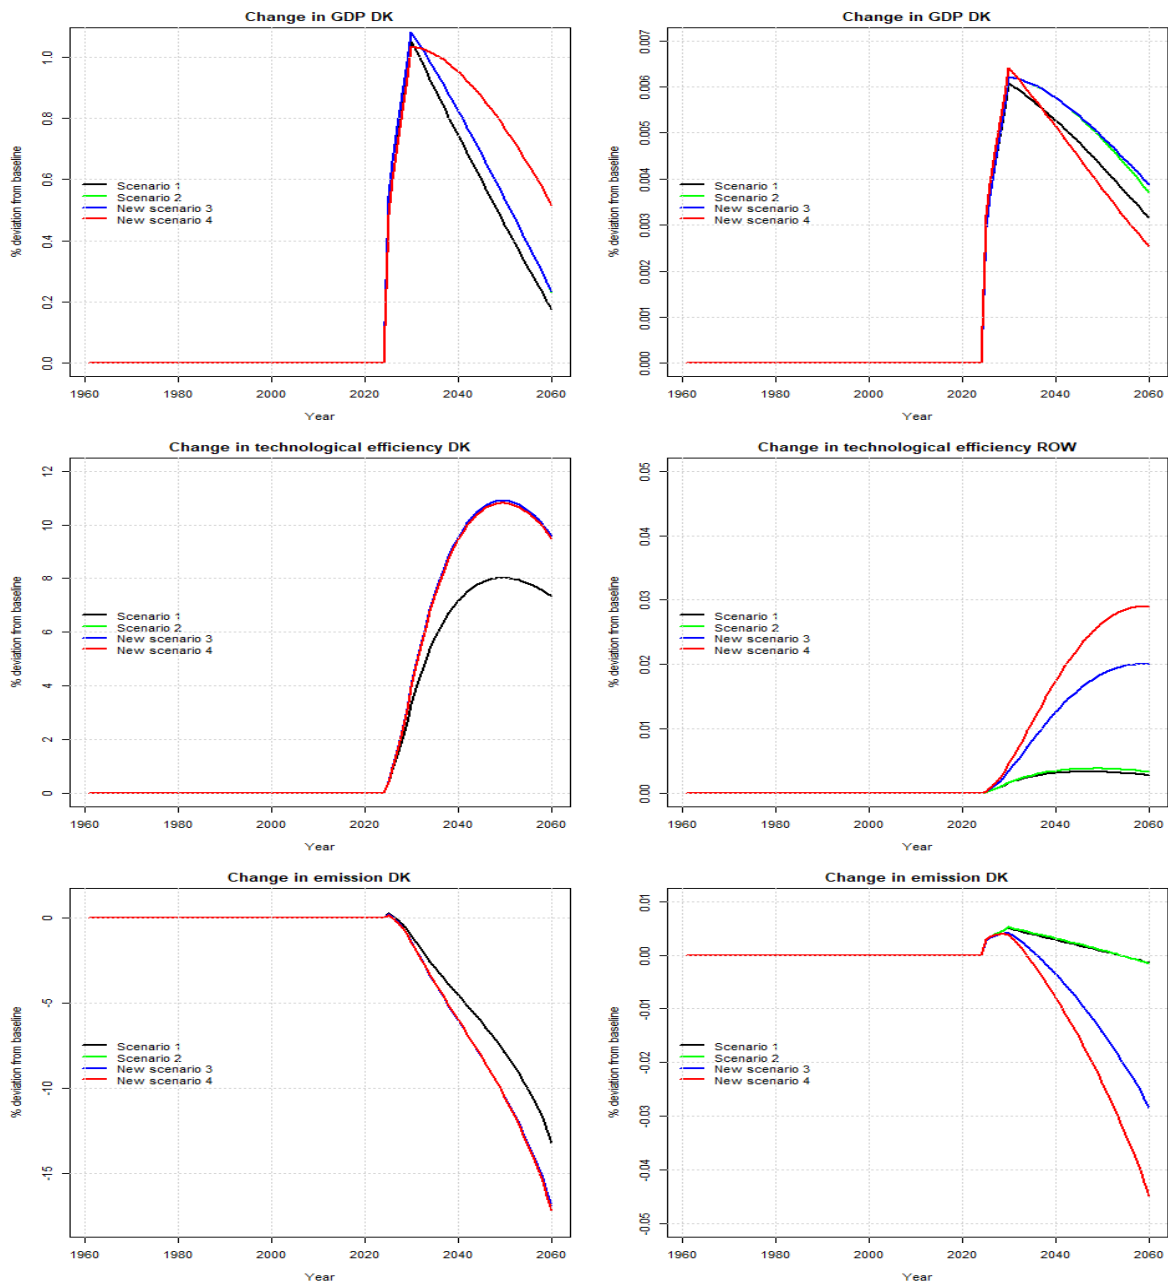 Change in GDP DK
% deviation from baseline
1.0
0.8
0.6
0.4
0.2
0.0
Scenario 1
Scenario 2
New scenario 3
New scenario 4
1960 1980 2000 2020 2040 2060
Year
Change in GDP DK
% deviation from baseline
0.007
0.006
0.005
0.004
0.003
0.002
0.001
0.000
Scenario 1
Scenario 2
New scenario 3
New scenario 4
1960 1980 2000 2020 2040 2060
Year
Change in technological efficiency DK
% deviation from baseline
12
10
8
6
4
2
0
Scenario 1
Scenario 2
New scenario 3
New scenario 4
1960 1980 2000 2020 2040 2060
Year
Change in technological efficiency ROW
% deviation from baseline
0.05
0.04
0.03
0.02
0.01
0.00
Scenario 1
Scenario 2
New scenario 3
New scenario 4
1960 1980 2000 2020 2040 2060
Year
Change in emission DK
% deviation from baseline
0
-5
-10
-15
Scenario 1
Scenario 2
New scenario 3
New scenario 4
1960 1980 2000 2020 2040 2060
Year
Change in emission DK
% deviation from baseline
0.01
0.00
-0.01
-0.02
-0.03
-0.04
-0.05
Scenario 1
Scenario 2
New scenario 3
New scenario 4
1960 1980 2000 2020 2040 2060
Year